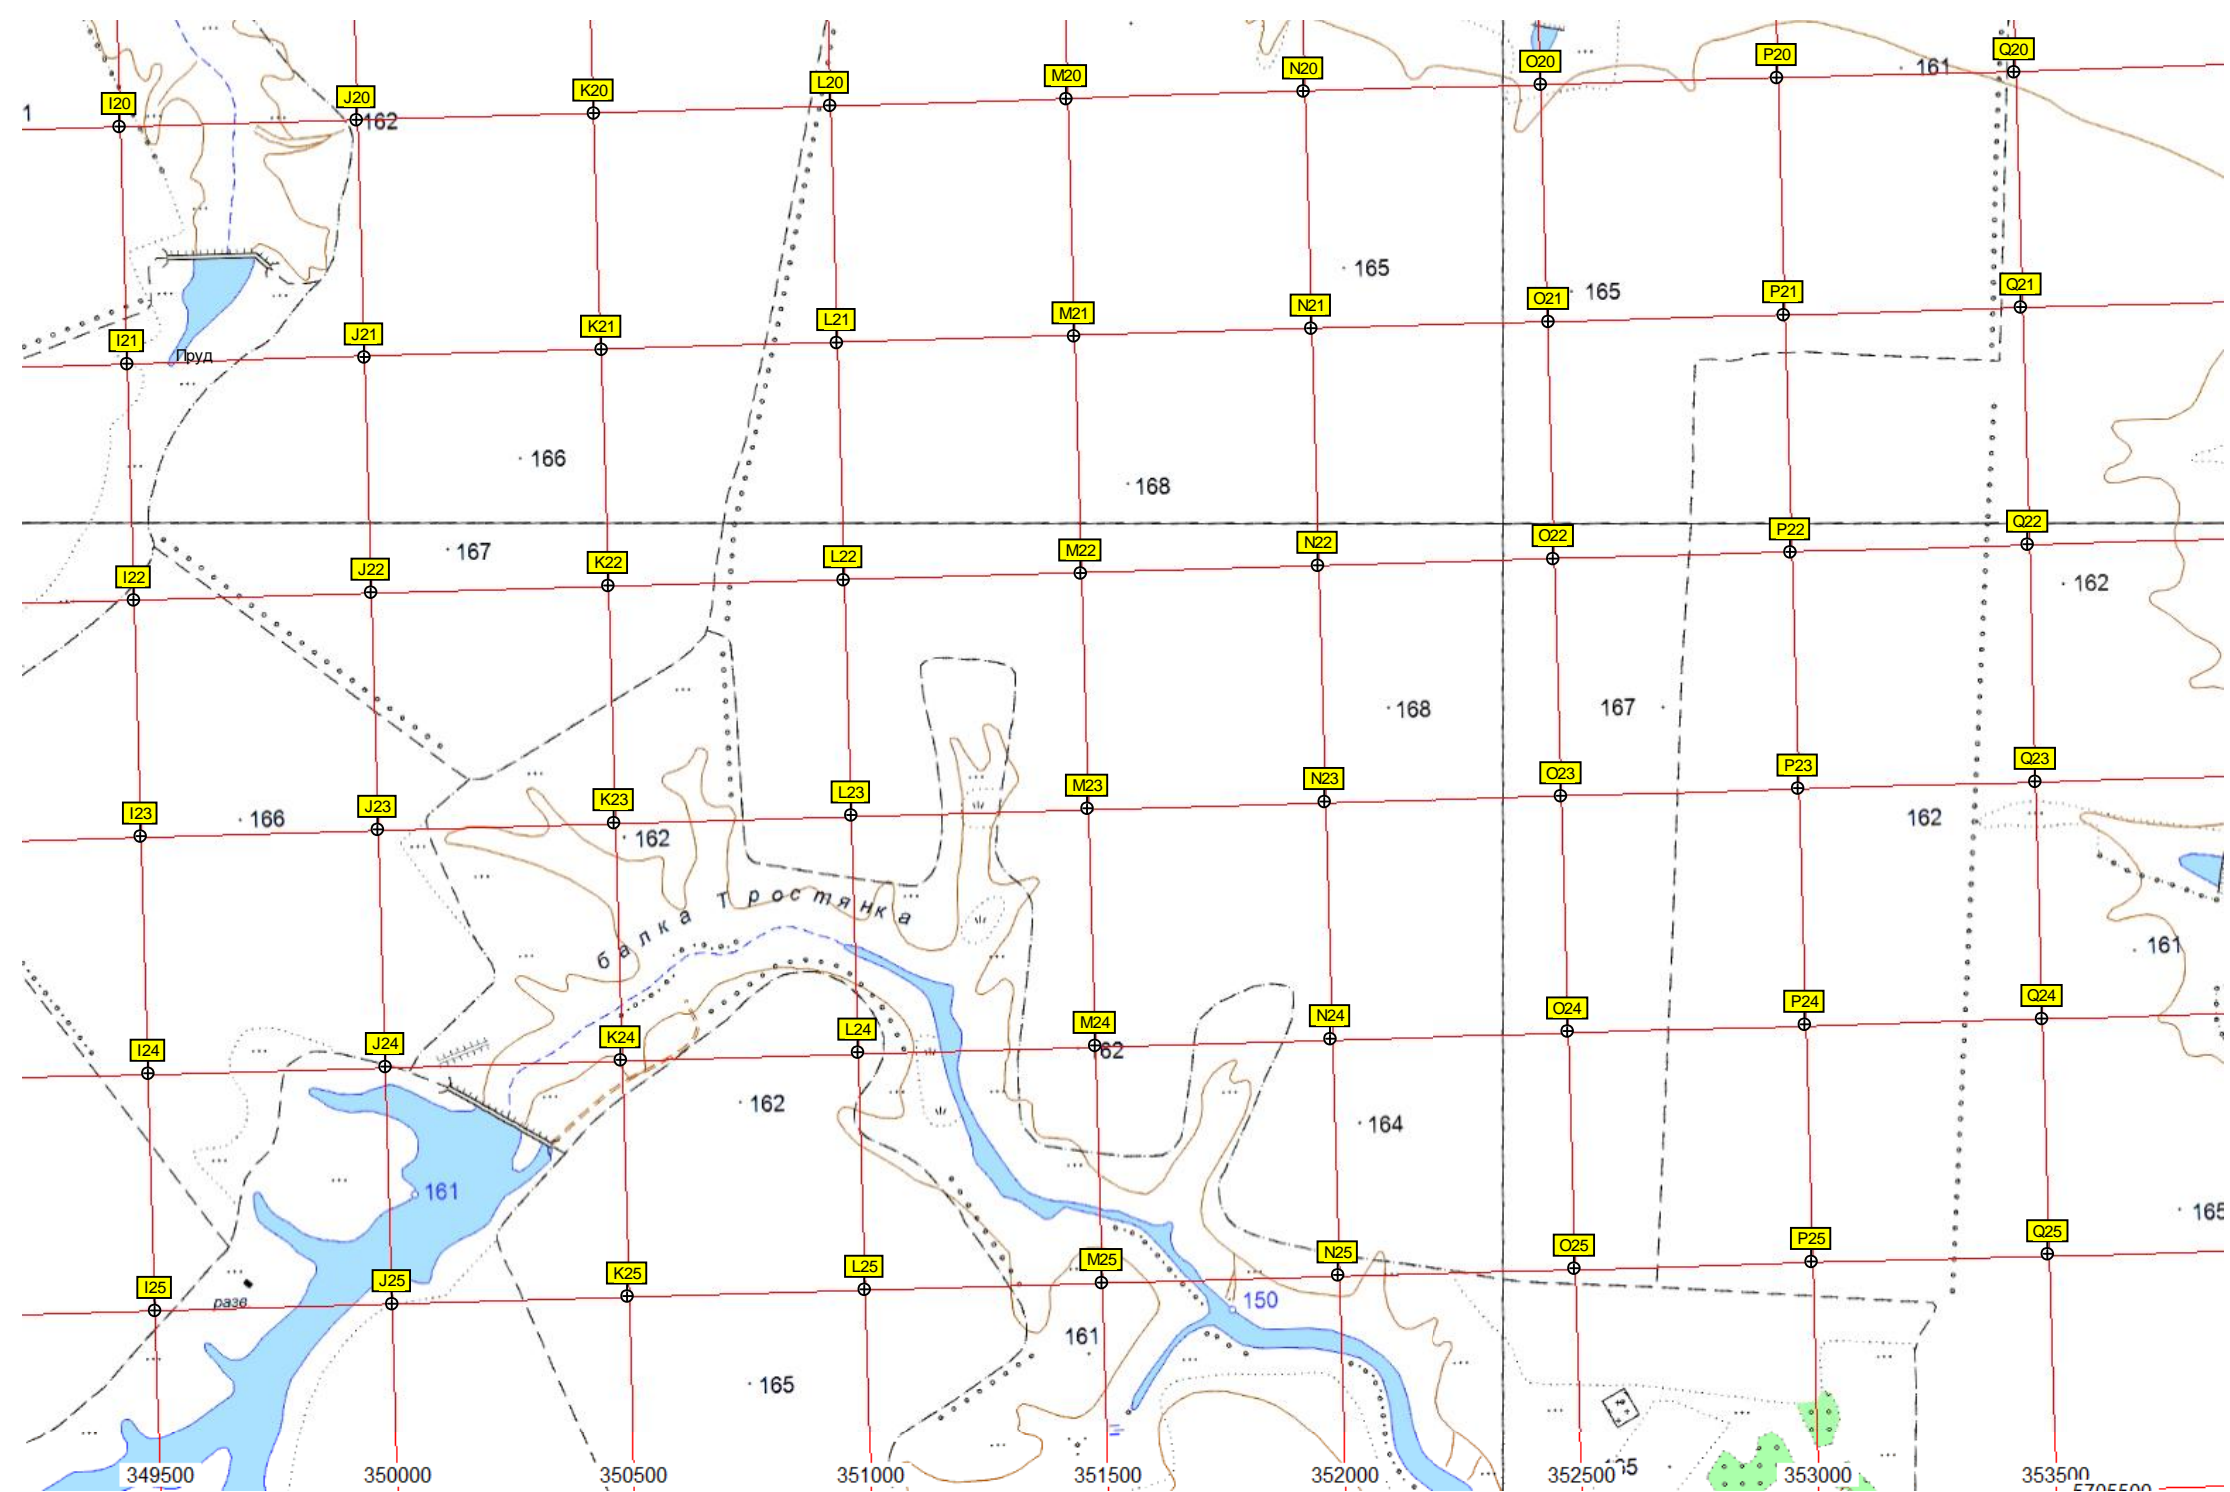 I20 J20 K20 L20 M20 N20 O20 P20 Q20
1 162 161
165 165
I21 J21 K21 L21 M21 N21 O21 P21 Q21
Пруд
166 168
I22 J22 K22 L22 M22 N22 O22 P22 Q22
167 162
168 167
I23 J23 K23 L23 M23 N23 O23 P23 Q23
166 162 162
балка Тростянка
161
I24 J24 K24 L24 M24 N24 O24 P24 Q24
62
162 164
161 165
I25 J25 K25 L25 M25 N25 O25 P25 Q25
разв 150
161
165
349500 350000 350500 351000 351500 352000 352500 353000 353500
5705500